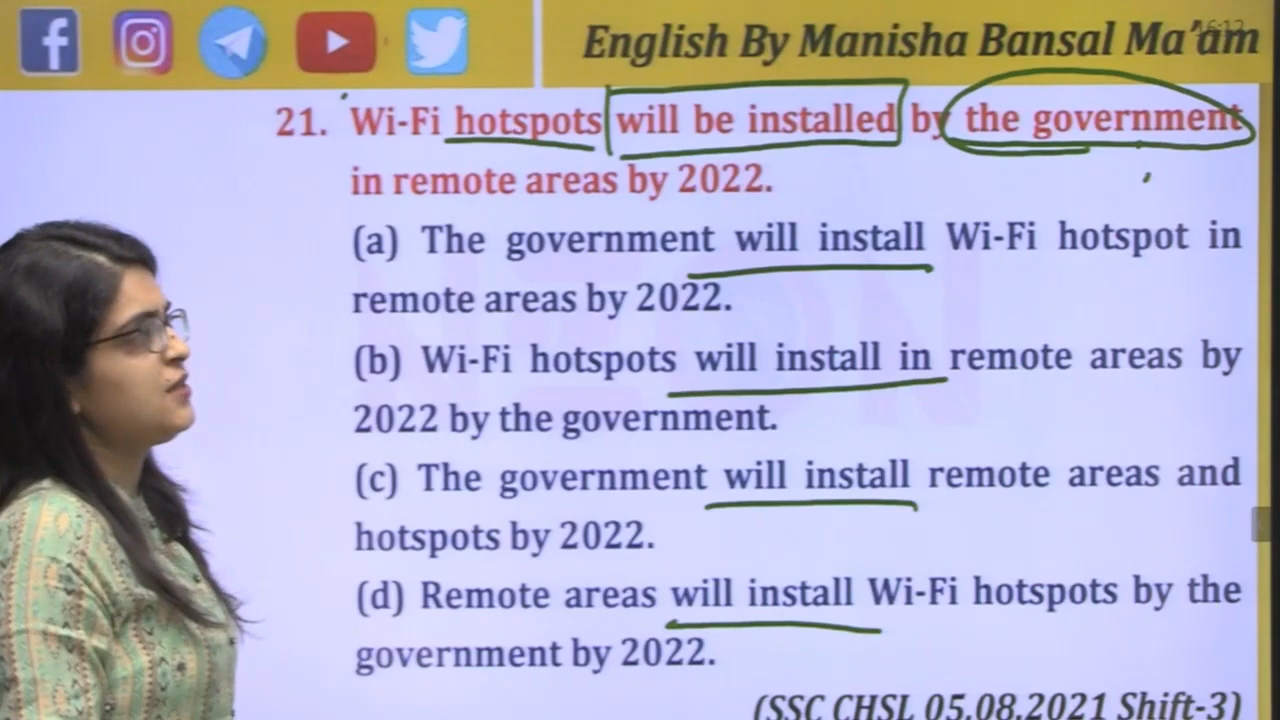 English By Manisha Bansal Ma'am
16:12
21. Wi-Fi hotspots will be installed by the government
in remote areas by 2022.
(a) The government will install Wi-Fi hotspot in
remote areas by 2022.
(b) Wi-Fi hotspots will install in remote areas by
2022 by the government.
(c) The government will install remote areas and
hotspots by 2022.
(d) Remote areas will install Wi-Fi hotspots by the
government by 2022.
(SSC CHSL 05.08.2021 Shift-3)